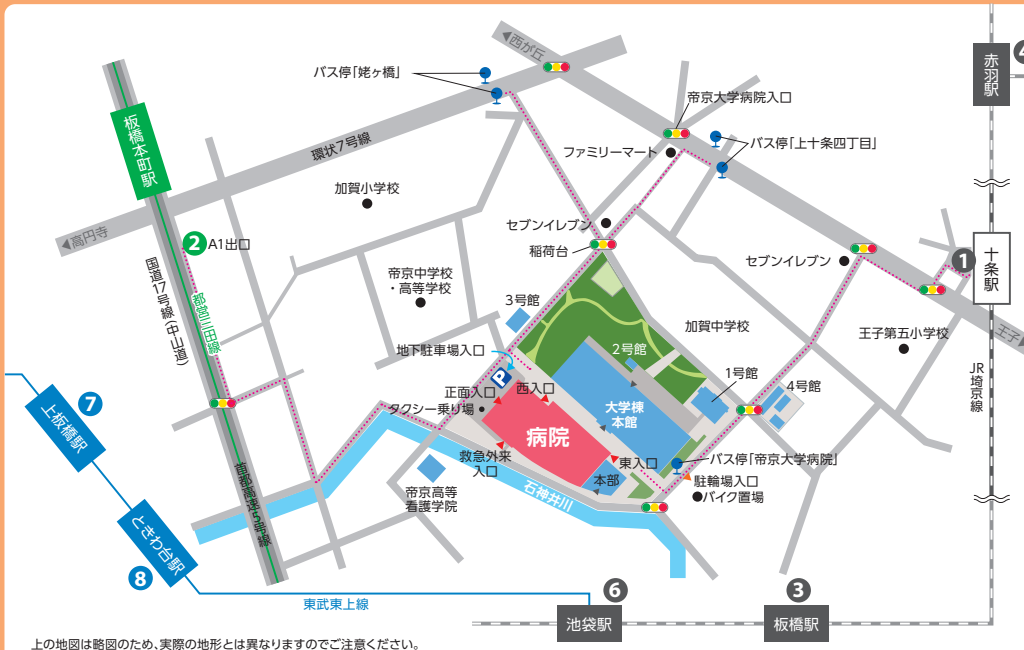 西が丘
赤羽駅
バス停「姥ヶ橋」
帝京大学病院入口
バス停「上十条四丁目」
ファミリーマート
板橋本町駅
環状7号線
加賀小学校
セブンイレブン
稲荷台
高円寺
2
A1出口
国道17号線(中山道)
都営三田線
帝京中学校
・高等学校
セブンイレブン
1
十条駅
王子
王子第五小学校
JR
埼京線
3号館
加賀中学校
地下駐車場入口
P
2号館
1号館
4号館
正面入口
西入口
タクシー乗り場
大学棟
本館
病院
救急外来
入口
東入口
本部
バス停「帝京大学病院」
駐輪場入口
バイク置場
帝京高等
看護学院
石神井川
首都高速5号線
7
上板橋駅
ときわ台駅
8
東武東上線
6
池袋駅
3
板橋駅
上の地図は略図のため、実際の地形とは異なりますのでご注意ください。